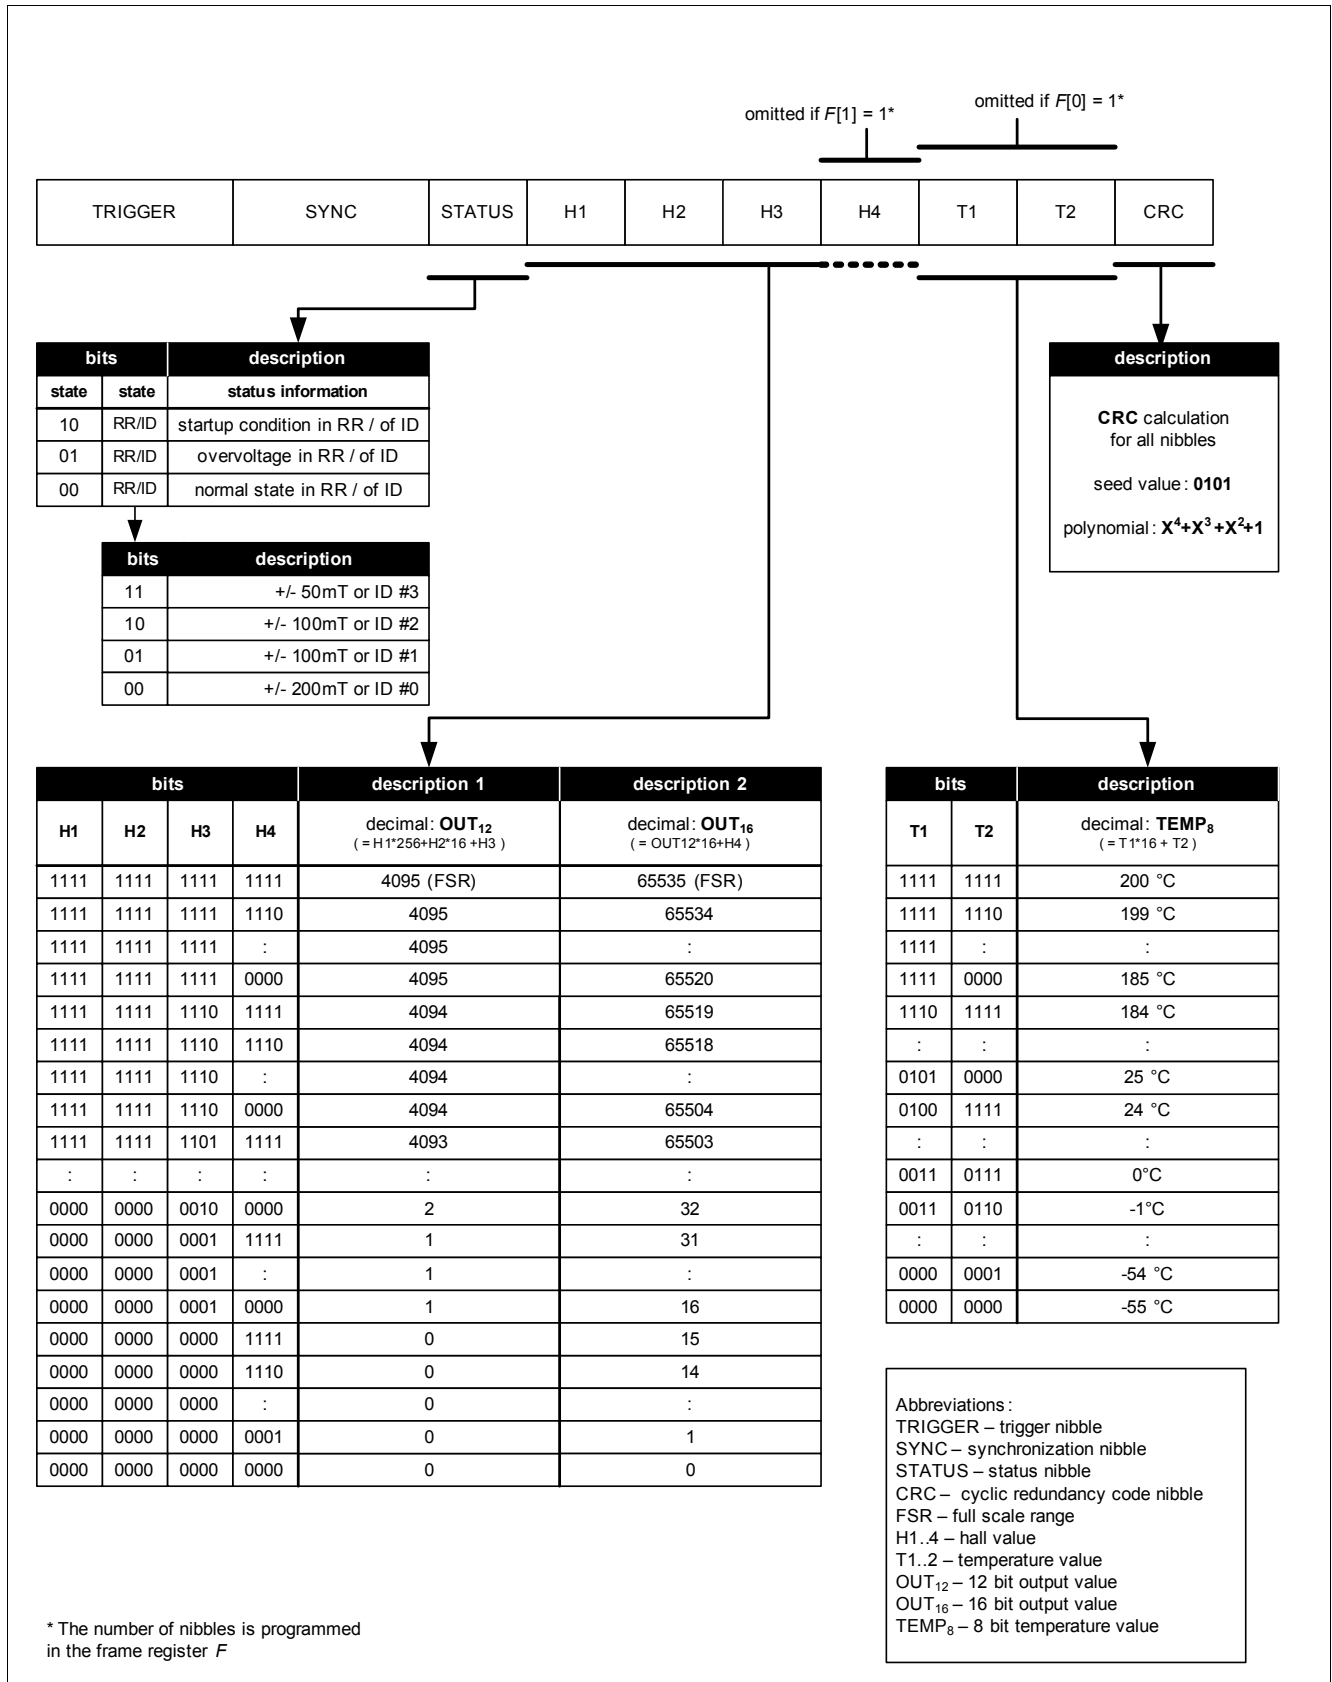 omitted if F[1] = 1*
omitted if F[0] = 1*
TRIGGER SYNC STATUS H1 H2 H3 H4 T1 T2 CRC
bits description
state state status information
10 RR/ID startup condition in RR / of ID
01 RR/ID overvoltage in RR / of ID
00 RR/ID normal state in RR / of ID
bits description
11 +/- 50mT or ID #3
10 +/- 100mT or ID #2
01 +/- 100mT or ID #1
00 +/- 200mT or ID #0
description
CRC calculation
for all nibbles
seed value: 0101
polynomial: X⁴+X³+X²+1
bits description 1 description 2
H1 H2 H3 H4 decimal: OUT₁₂ decimal: OUT₁₆
( = H1*256+H2*16 +H3 ) ( = OUT12*16+H4 )
1111 1111 1111 1111 4095 (FSR) 65535 (FSR)
1111 1111 1111 1110 4095 65534
1111 1111 1111 : 4095 :
1111 1111 1111 0000 4095 65520
1111 1111 1110 1111 4094 65519
1111 1111 1110 1110 4094 65518
1111 1111 1110 : 4094 :
1111 1111 1110 0000 4094 65504
1111 1111 1101 1111 4093 65503
: : : : : :
0000 0000 0010 0000 2 32
0000 0000 0001 1111 1 31
0000 0000 0001 : 1 :
0000 0000 0001 0000 1 16
0000 0000 0000 1111 0 15
0000 0000 0000 1110 0 14
0000 0000 0000 : 0 :
0000 0000 0000 0001 0 1
0000 0000 0000 0000 0 0
bits description
T1 T2 decimal: TEMP₈
( = T1*16 + T2 )
1111 1111 200 °C
1111 1110 199 °C
1111 : :
1111 0000 185 °C
1110 1111 184 °C
: : :
0101 0000 25 °C
0100 1111 24 °C
: : :
0011 0111 0°C
0011 0110 -1°C
: : :
0000 0001 -54 °C
0000 0000 -55 °C
Abbreviations:
TRIGGER – trigger nibble
SYNC – synchronization nibble
STATUS – status nibble
CRC – cyclic redundancy code nibble
FSR – full scale range
H1..4 – hall value
T1..2 – temperature value
OUT₁₂ – 12 bit output value
OUT₁₆ – 16 bit output value
TEMP₈ – 8 bit temperature value
* The number of nibbles is programmed
in the frame register F